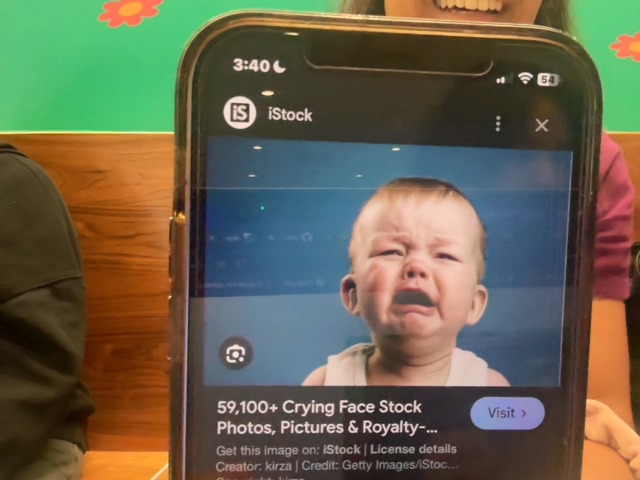 3:40
54
iS iStock
59,100+ Crying Face Stock
Photos, Pictures & Royalty-...
Visit >
Get this image on: iStock | License details
Creator: kirza | Credit: Getty Images/iStoc...